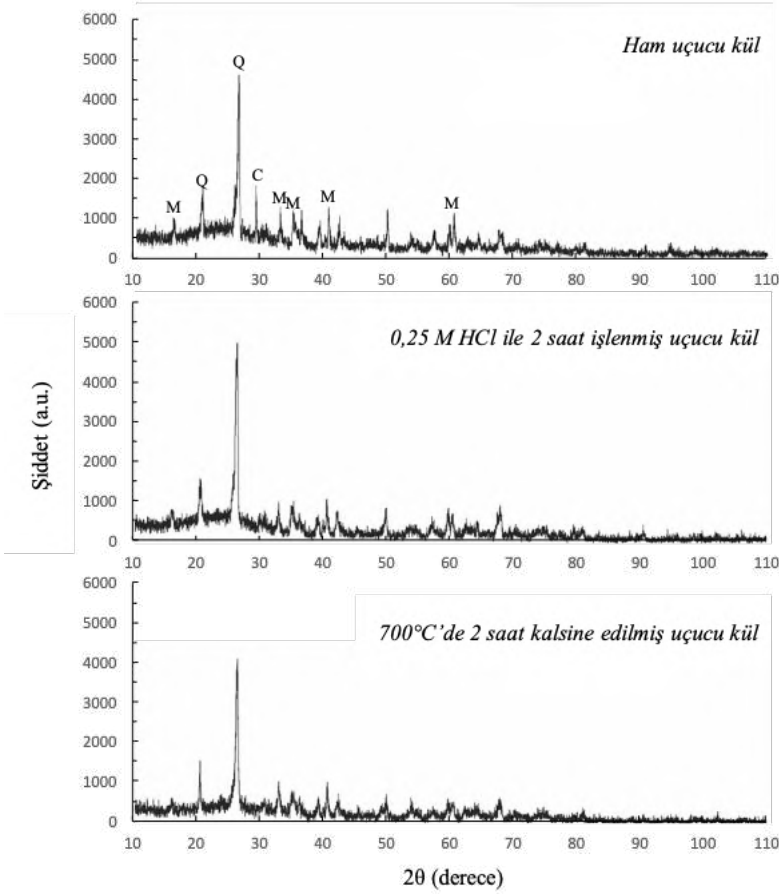 6000
Ham uçucu kül
5000
Q
4000
3000
2000
Q
C
M
M
M
M
M
1000
0
10 20 30 40 50 60 70 80 90 100 110
6000
0,25 M HCl ile 2 saat işlenmiş uçucu kül
5000
4000
3000
2000
1000
0
10 20 30 40 50 60 70 80 90 100 110
Şiddet (a.u.)
6000
5000
700°C’de 2 saat kalsine edilmiş uçucu kül
4000
3000
2000
1000
0
10 20 30 40 50 60 70 80 90 100 110
2θ (derece)